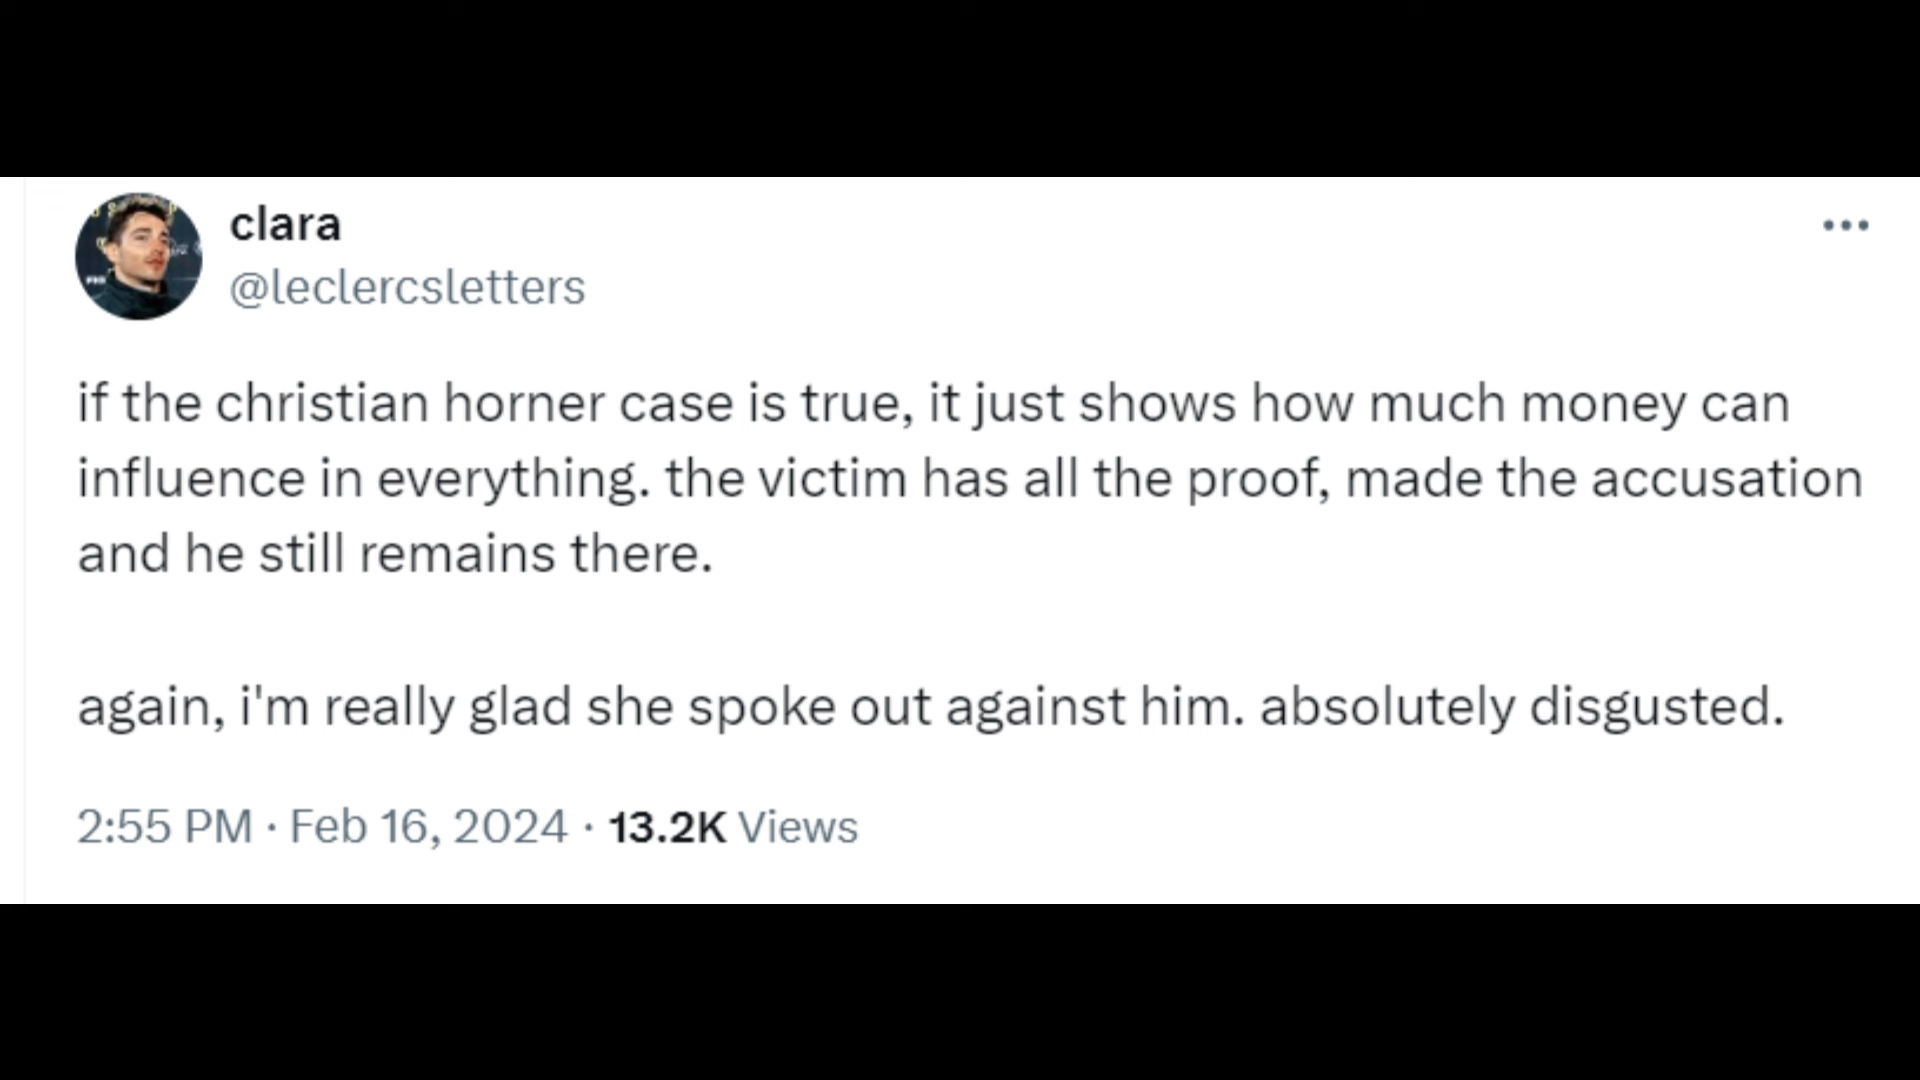 clara
@leclercsletters
if the christian horner case is true, it just shows how much money can
influence in everything. the victim has all the proof, made the accusation
and he still remains there.
again, i'm really glad she spoke out against him. absolutely disgusted.
2:55 PM · Feb 16, 2024 · 13.2K Views